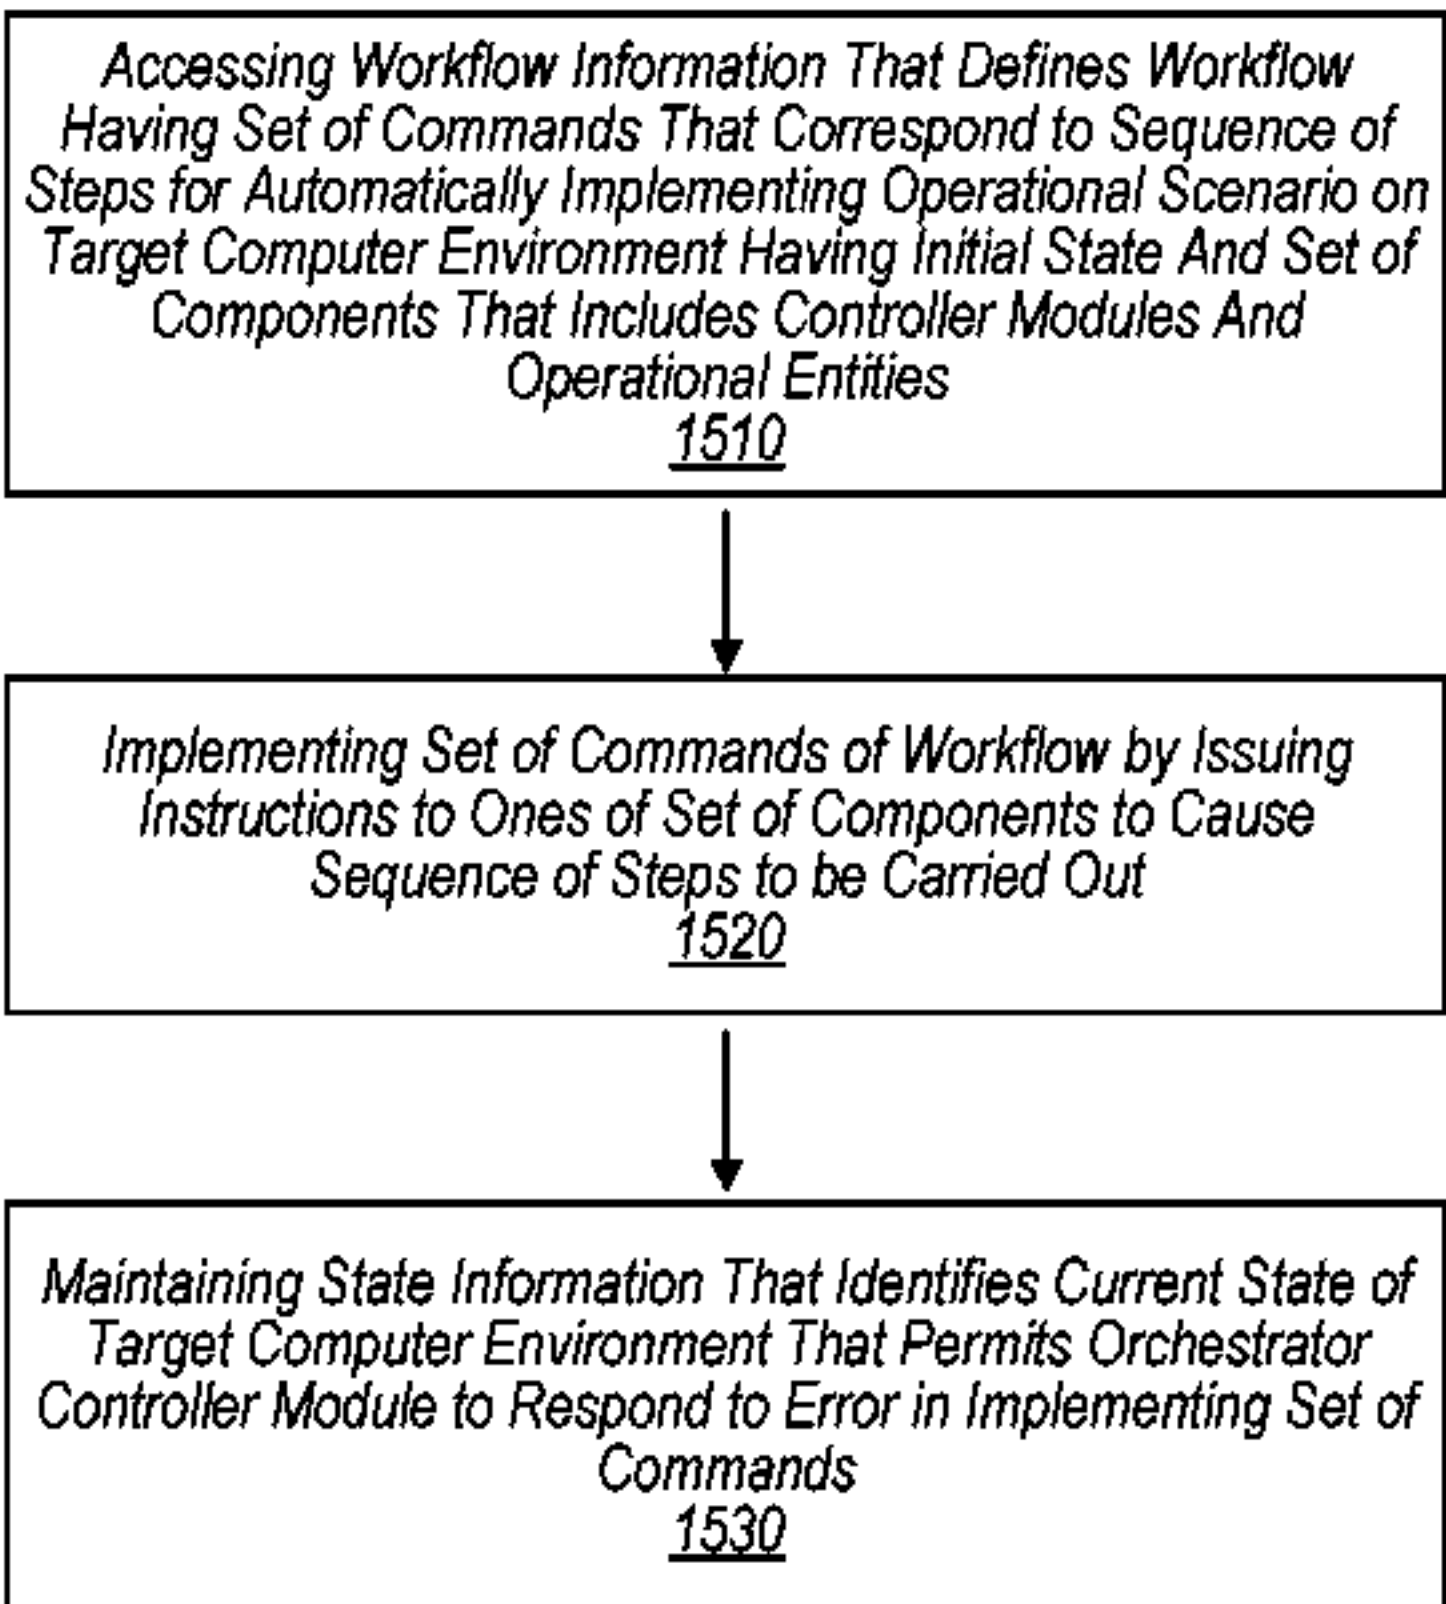 Accessing Workflow Information That Defines Workflow
Having Set of Commands That Correspond to Sequence of
Steps for Automatically Implementing Operational Scenario on
Target Computer Environment Having Initial State And Set of
Components That Includes Controller Modules And
Operational Entities
1510
Implementing Set of Commands of Workflow by Issuing
Instructions to Ones of Set of Components to Cause
Sequence of Steps to be Carried Out
1520
Maintaining State Information That Identifies Current State of
Target Computer Environment That Permits Orchestrator
Controller Module to Respond to Error in Implementing Set of
Commands
1530